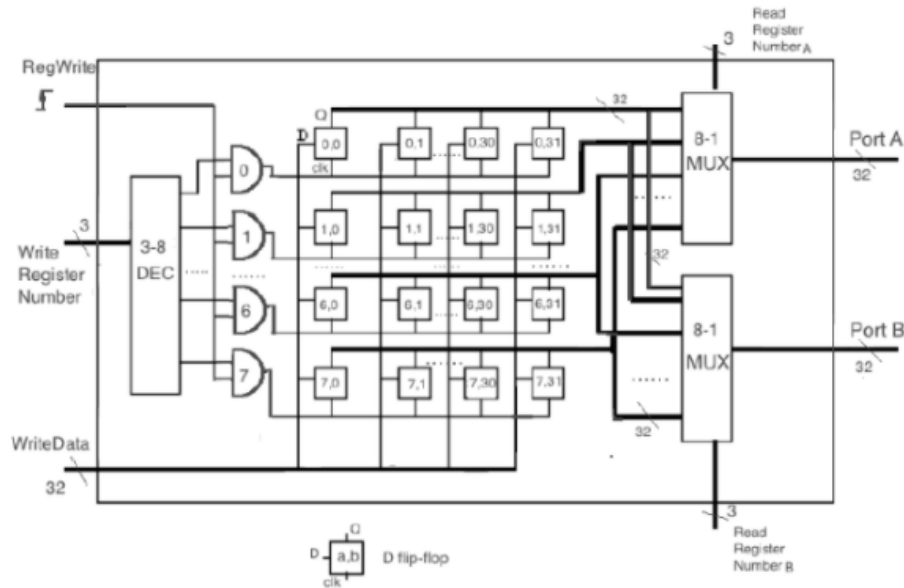 Read
Register
Number A
3
RegWrite
Q
32
D
0,0
0,1
0,30
0,31
8-1
MUX
Port A
32
clk
0
3
Write
Register
Number
3-8
DEC
1
1,0
1,1
1,30
1,31
32
6
6,0
6,1
6,30
6,31
8-1
MUX
Port B
32
7
7,0
7,1
7,30
7,31
32
WriteData
32
3
Read
Register
Number B
Q
D
a,b
D flip-flop
clk